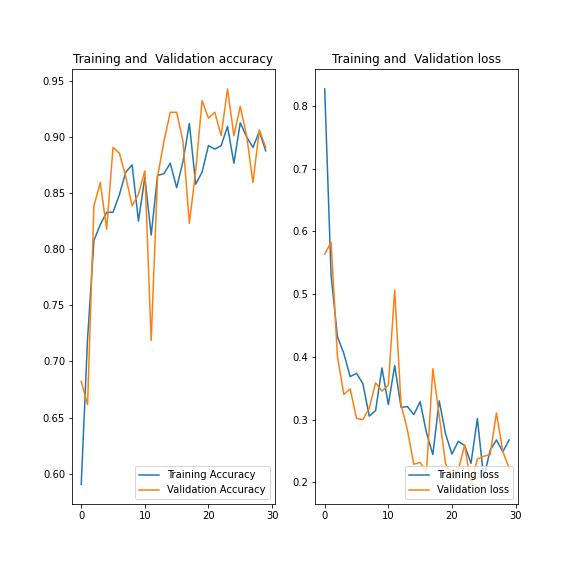 Training and  Validation accuracy
0.95
0.90
0.85
0.80
0.75
0.70
0.65
0.60
0 10 20 30
Training Accuracy
Validation Accuracy
Training and  Validation loss
0.8
0.7
0.6
0.5
0.4
0.3
0.2
0 10 20 30
Training loss
Validation loss